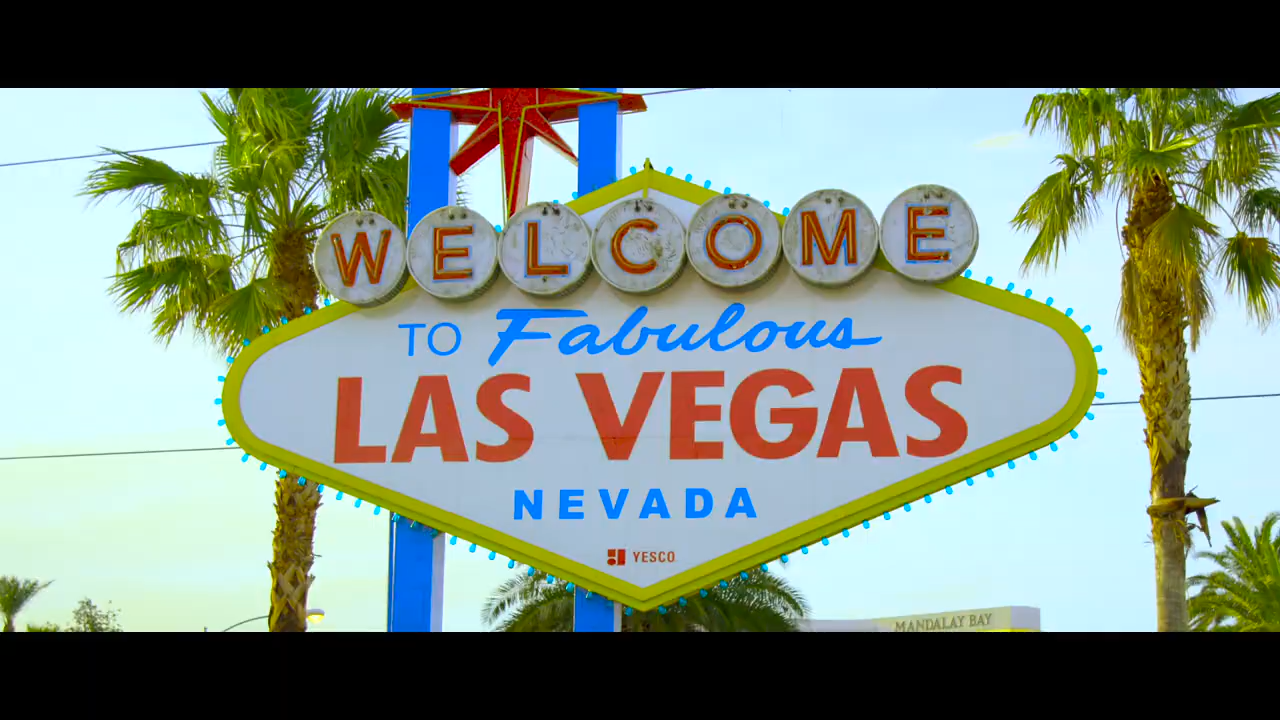 WELCOME
TO Fabulous
LAS VEGAS
NEVADA
YESCO
MANDALAY BAY